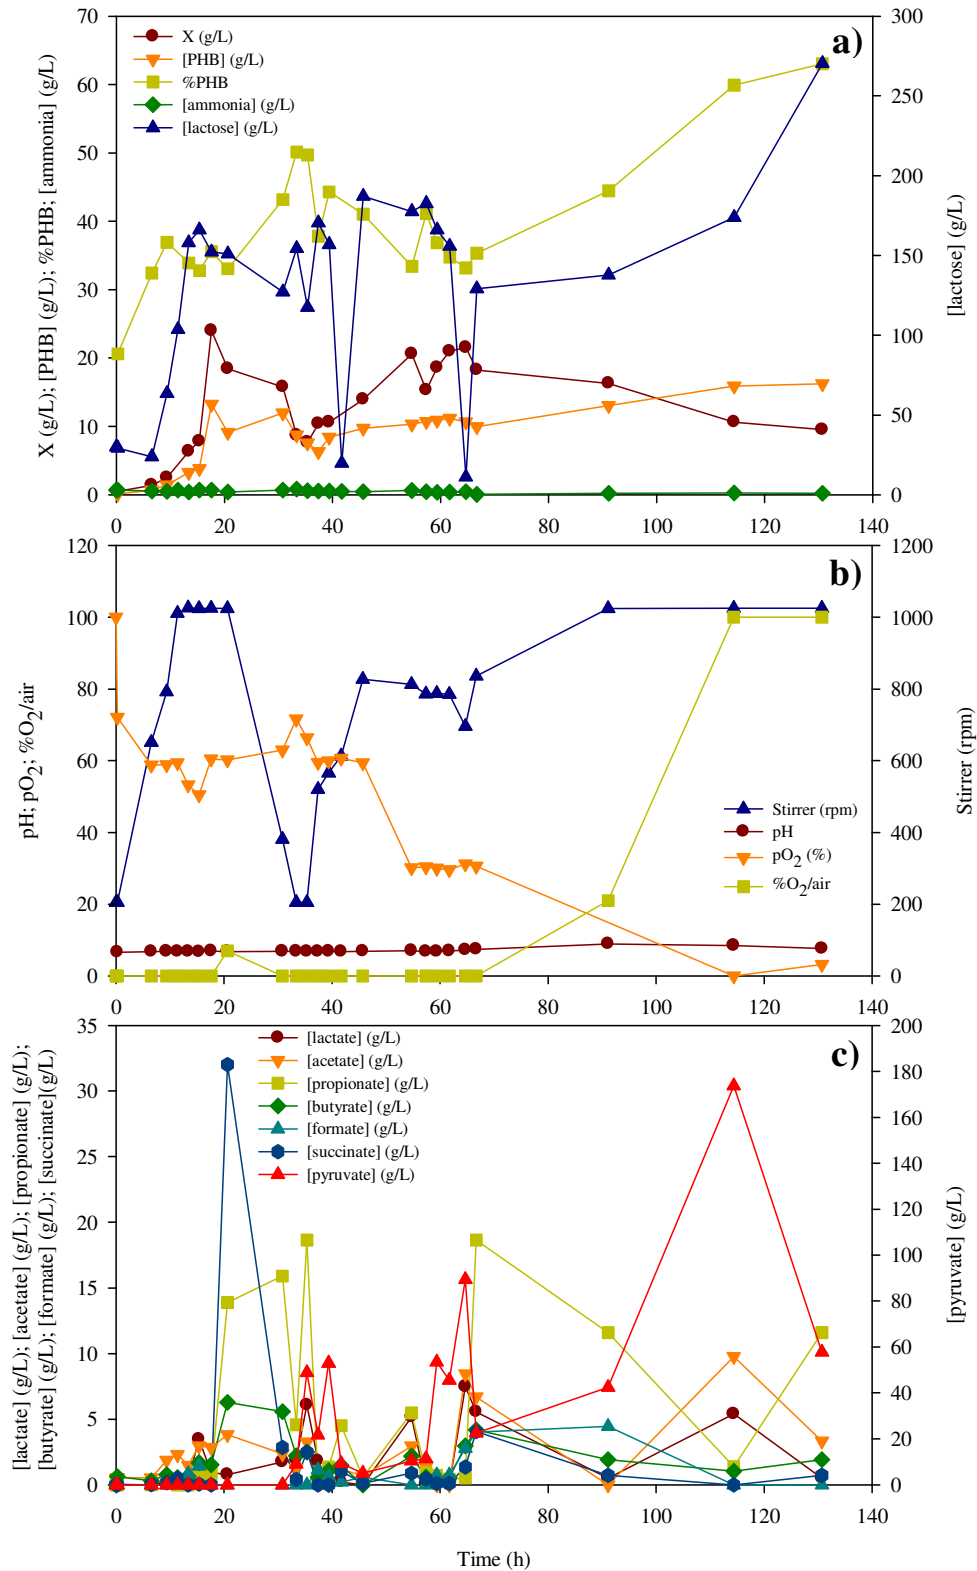 a)
X (g/L)
[PHB] (g/L)
%PHB
[ammonia] (g/L)
[lactose] (g/L)
X (g/L); [PHB] (g/L); %PHB; [ammonia] (g/L)
0
10
20
30
40
50
60
70
[lactose] (g/L)
0
50
100
150
200
250
300
0 20 40 60 80 100 120 140
b)
pH; pO2; %O2/air
0
20
40
60
80
100
120
Stirrer (rpm)
0
200
400
600
800
1000
1200
Stirrer (rpm)
pH
pO2 (%)
%O2/air
0 20 40 60 80 100 120 140
c)
[lactate] (g/L)
[acetate] (g/L)
[propionate] (g/L)
[butyrate] (g/L)
[formate] (g/L)
[succinate] (g/L)
[pyruvate] (g/L)
[lactate] (g/L); [acetate] (g/L); [propionate] (g/L);
[butyrate] (g/L); [formate] (g/L); [succinate](g/L)
0
5
10
15
20
25
30
35
[pyruvate] (g/L)
0
20
40
60
80
100
120
140
160
180
200
0 20 40 60 80 100 120 140
Time (h)